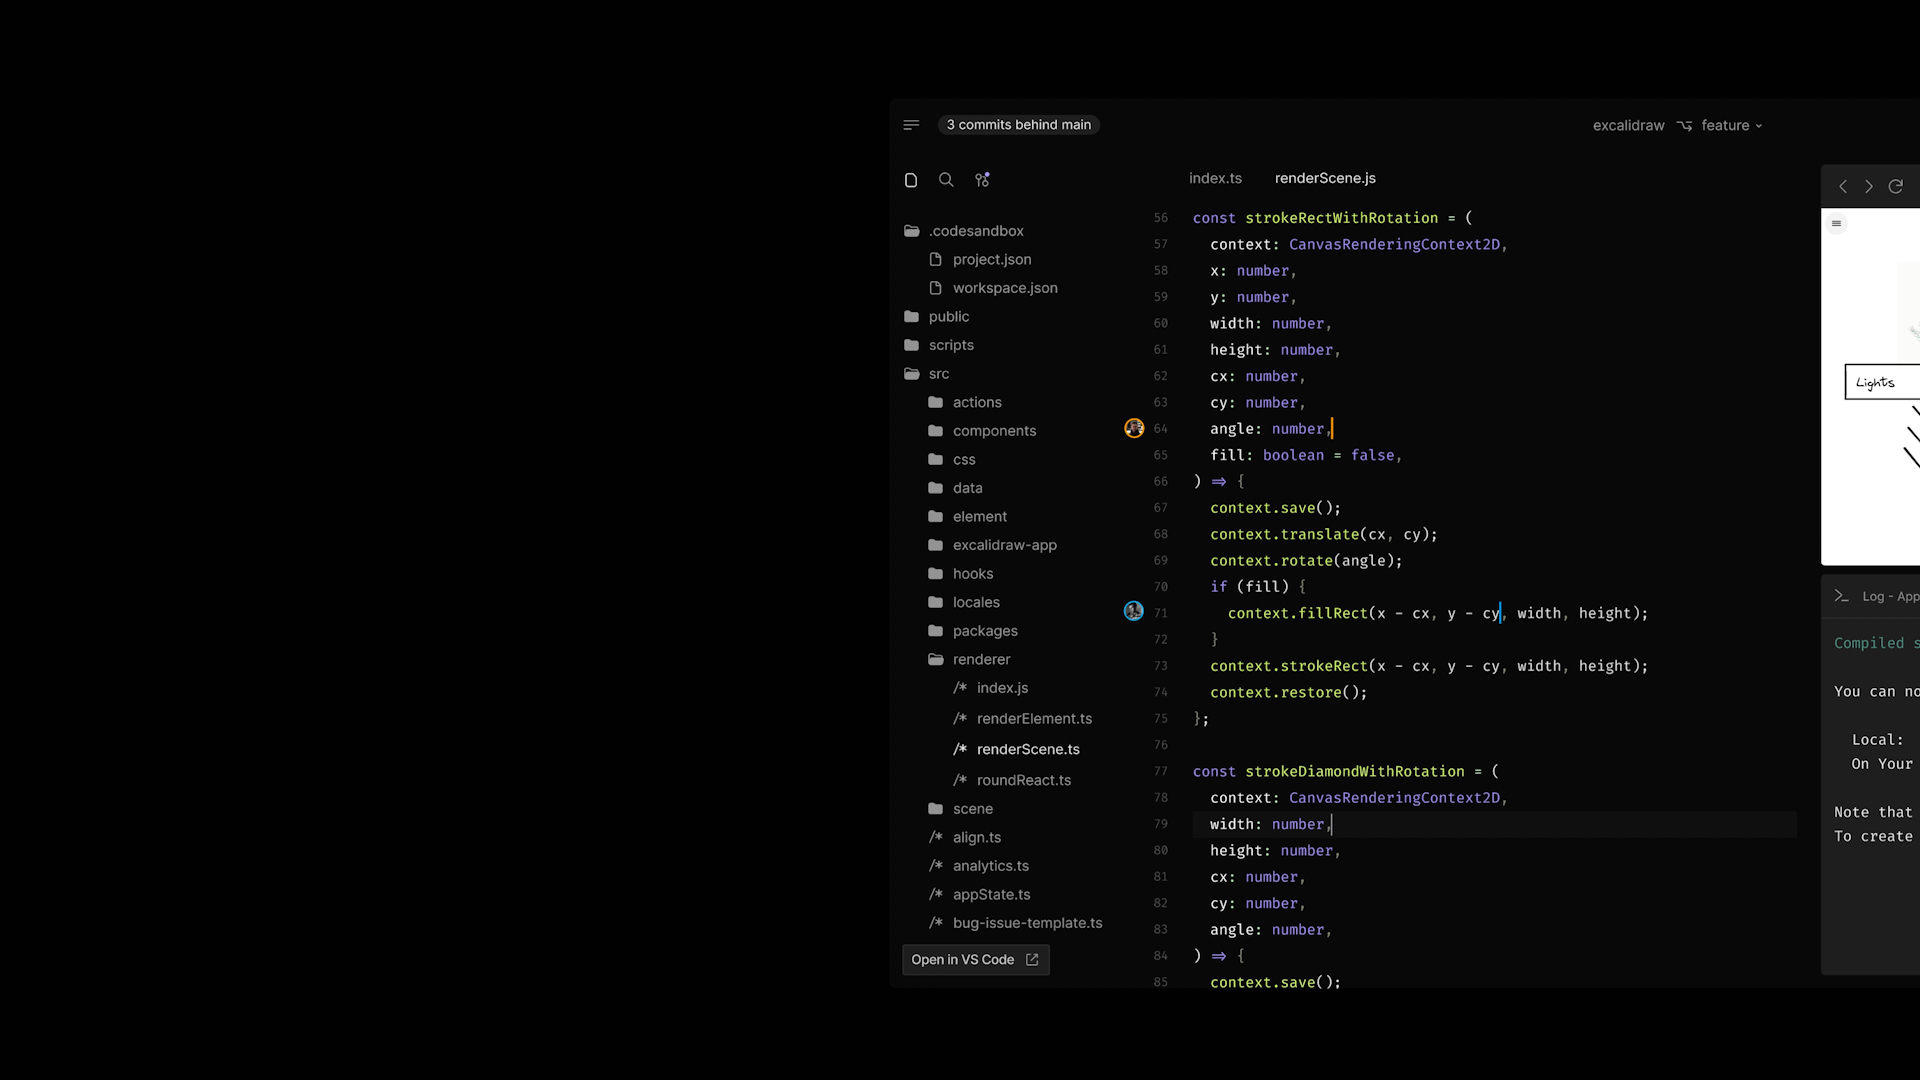 3 commits behind main
excalidraw
feature
.codesandbox
project.json
workspace.json
public
scripts
src
actions
components
css
data
element
excalidraw-app
hooks
locales
packages
renderer
/* index.js
/* renderElement.ts
/* renderScene.ts
/* roundReact.ts
scene
/* align.ts
/* analytics.ts
/* appState.ts
/* bug-issue-template.ts
Open in VS Code
index.ts
renderScene.js
56 const strokeRectWithRotation = (
57 context: CanvasRenderingContext2D,
58 x: number,
59 y: number,
60 width: number,
61 height: number,
62 cx: number,
63 cy: number,
64 angle: number,
65 fill: boolean = false,
66 ) => {
67 context.save();
68 context.translate(cx, cy);
69 context.rotate(angle);
70 if (fill) {
71 context.fillRect(x - cx, y - cy, width, height);
72 }
73 context.strokeRect(x - cx, y - cy, width, height);
74 context.restore();
75 };
76
77 const strokeDiamondWithRotation = (
78 context: CanvasRenderingContext2D,
79 width: number,
80 height: number,
81 cx: number,
82 cy: number,
83 angle: number,
84 ) => {
85 context.save();
Lights
Log - App
Compiled s
You can no
Local:
On Your
Note that
To create